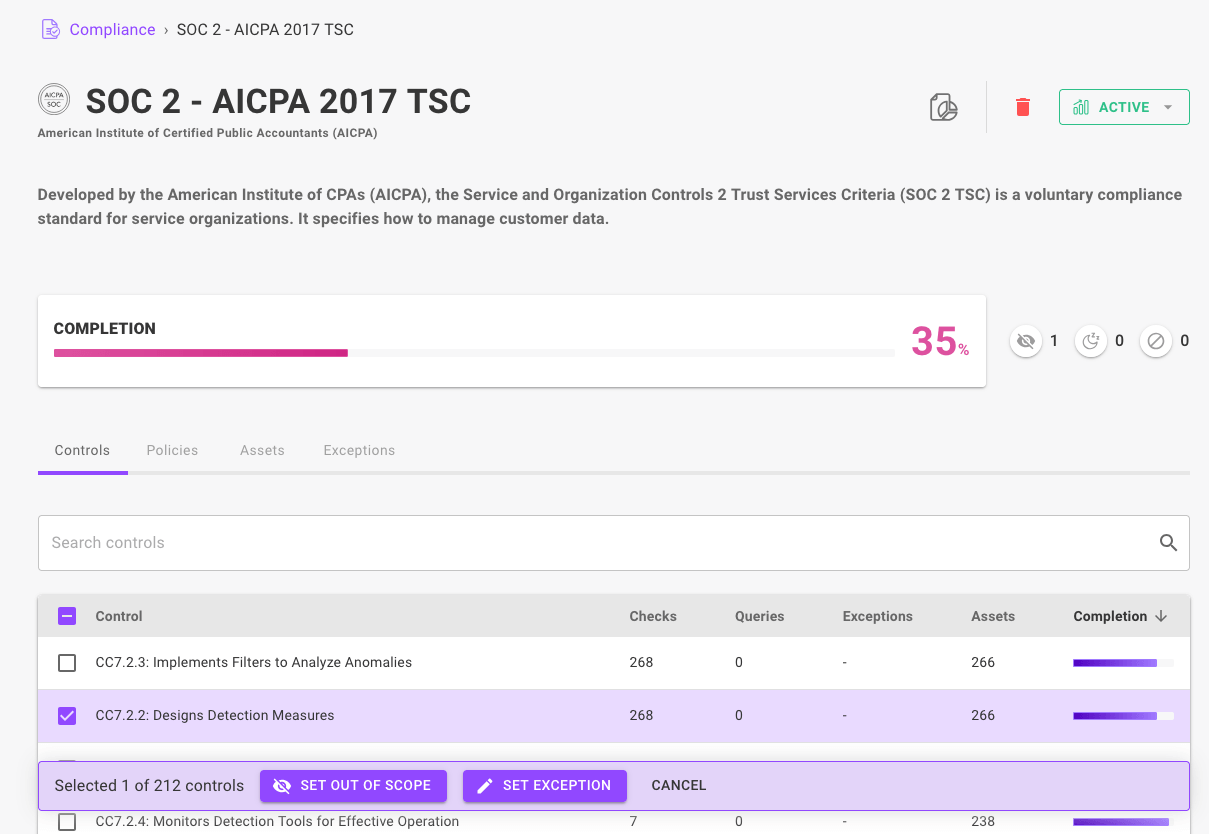 Compliance › SOC 2 - AICPA 2017 TSC
AICPA
SOC
SOC 2 - AICPA 2017 TSC
ACTIVE
American Institute of Certified Public Accountants (AICPA)
Developed by the American Institute of CPAs (AICPA), the Service and Organization Controls 2 Trust Services Criteria (SOC 2 TSC) is a voluntary compliance
standard for service organizations. It specifies how to manage customer data.
COMPLETION
35%
1 0 0
Controls Policies Assets Exceptions
Search controls
Control Checks Queries Exceptions Assets Completion
CC7.2.3: Implements Filters to Analyze Anomalies 268 0 - 266
CC7.2.2: Designs Detection Measures 268 0 - 266
Selected 1 of 212 controls SET OUT OF SCOPE SET EXCEPTION CANCEL
CC7.2.4: Monitors Detection Tools for Effective Operation 7 0 - 238